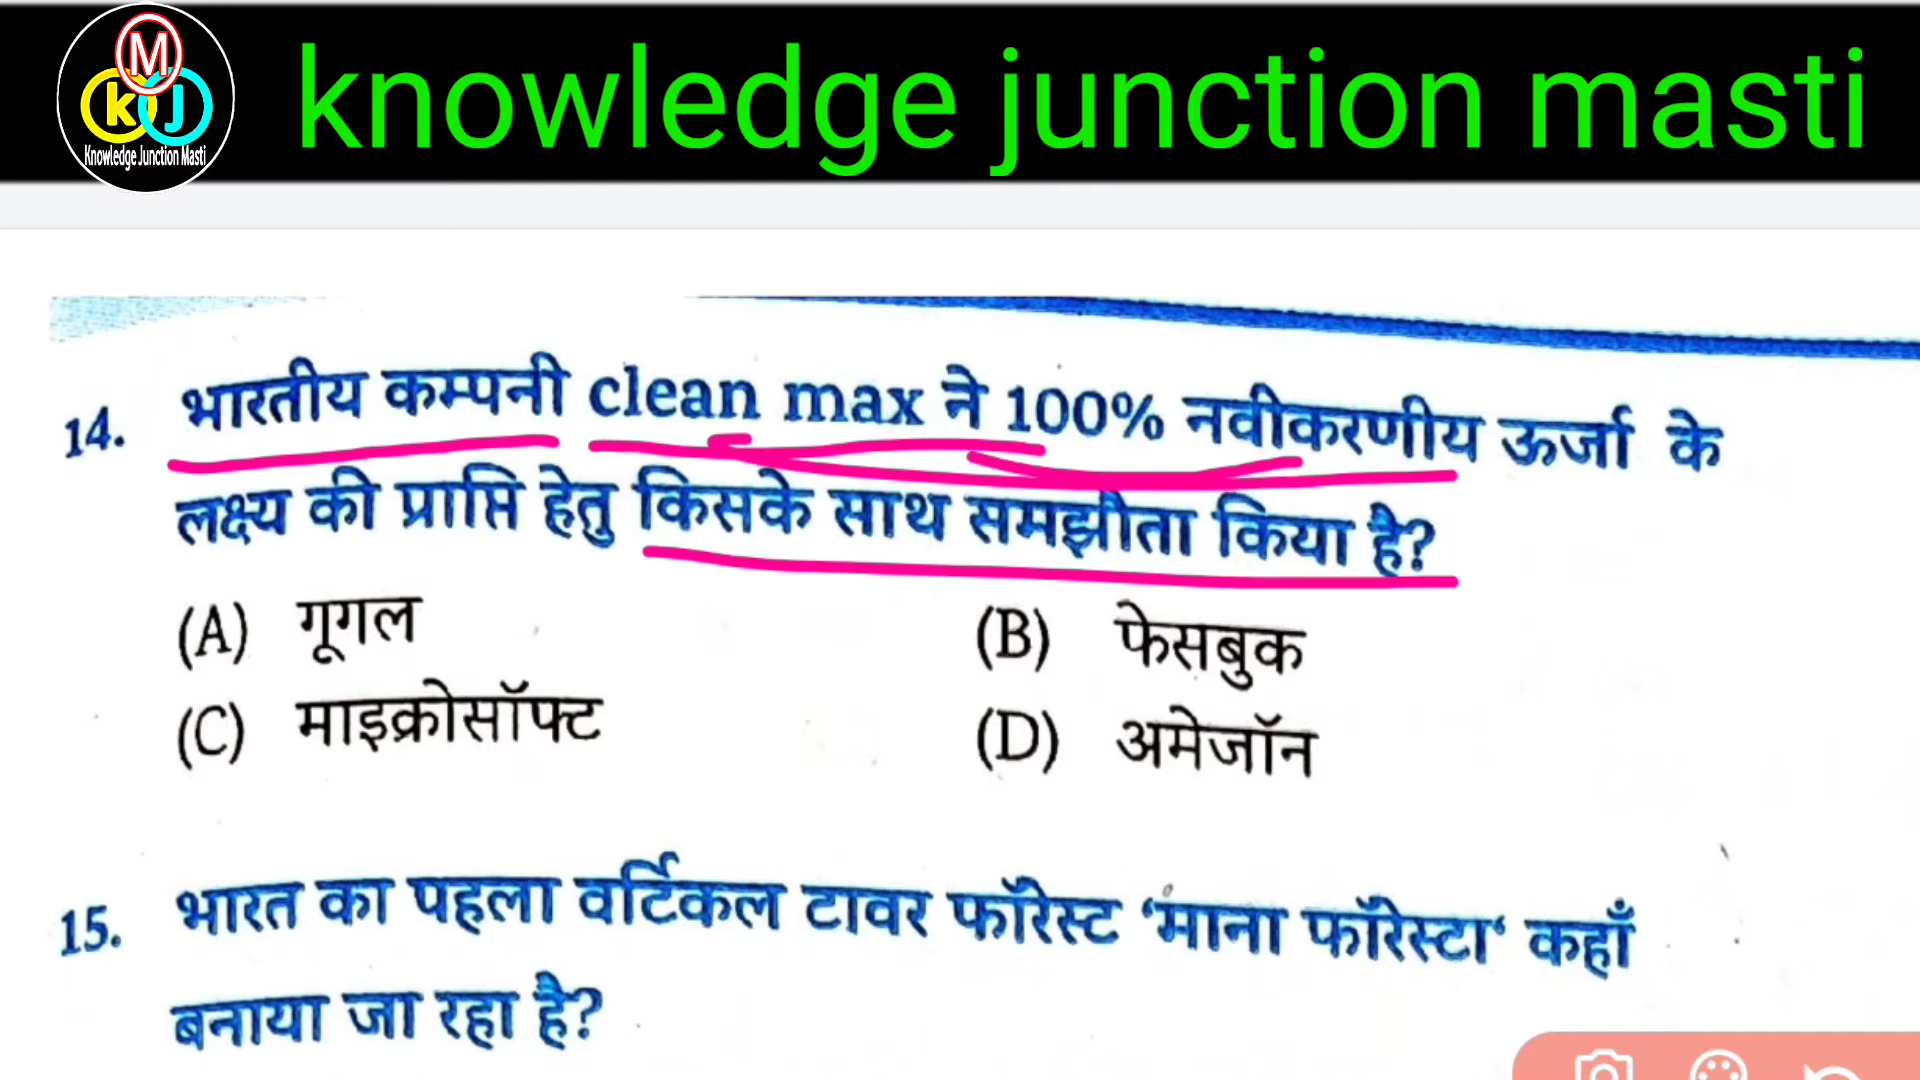 M
KJ
Knowledge Junction Masti
knowledge junction masti
14. भारतीय कम्पनी clean max ने 100% नवीकरणीय ऊर्जा के
लक्ष्य की प्राप्ति हेतु किसके साथ समझौता किया है?
(A) गूगल (B) फेसबुक
(C) माइक्रोसॉफ्ट (D) अमेजॉन
15. भारत का पहला वर्टिकल टावर फॉरेस्ट ‘माना फॉरेस्टा‘ कहाँ
बनाया जा रहा है?